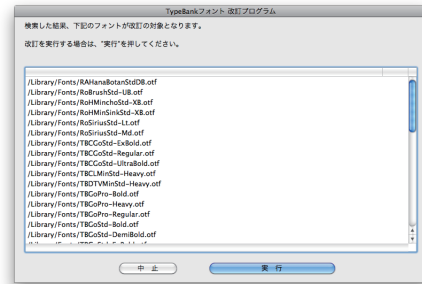 TypeBankフォント 改訂プログラム
検索した結果、下記のフォントが改訂の対象となります。
改訂を実行する場合は、"実行"を押してください。
/Library/Fonts/RAHanaBotanStdDB.otf
/Library/Fonts/RoBrushStd-UB.otf
/Library/Fonts/RoHMinchoStd-XB.otf
/Library/Fonts/RoHMinSinkStd-XB.otf
/Library/Fonts/RoSiriusStd-Lt.otf
/Library/Fonts/RoSiriusStd-Md.otf
/Library/Fonts/TBCGoStd-ExBold.otf
/Library/Fonts/TBCGoStd-Regular.otf
/Library/Fonts/TBCGoStd-UltraBold.otf
/Library/Fonts/TBCLMinStd-Heavy.otf
/Library/Fonts/TBDTVMinStd-Heavy.otf
/Library/Fonts/TBGoPro-Bold.otf
/Library/Fonts/TBGoPro-Heavy.otf
/Library/Fonts/TBGoPro-Regular.otf
/Library/Fonts/TBGoStd-Bold.otf
/Library/Fonts/TBGoStd-DemiBold.otf
中 止
実 行